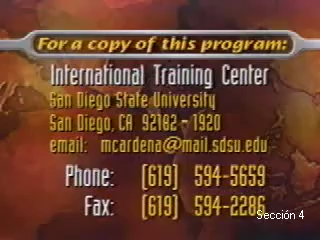 For a copy of this program:
International Training Center
San Diego State University
San Diego, CA 92182-1920
email: mcardena@mail.sdsu.edu
Phone: (619) 594-5659
Fax: (619) 594-2286
Sección 4